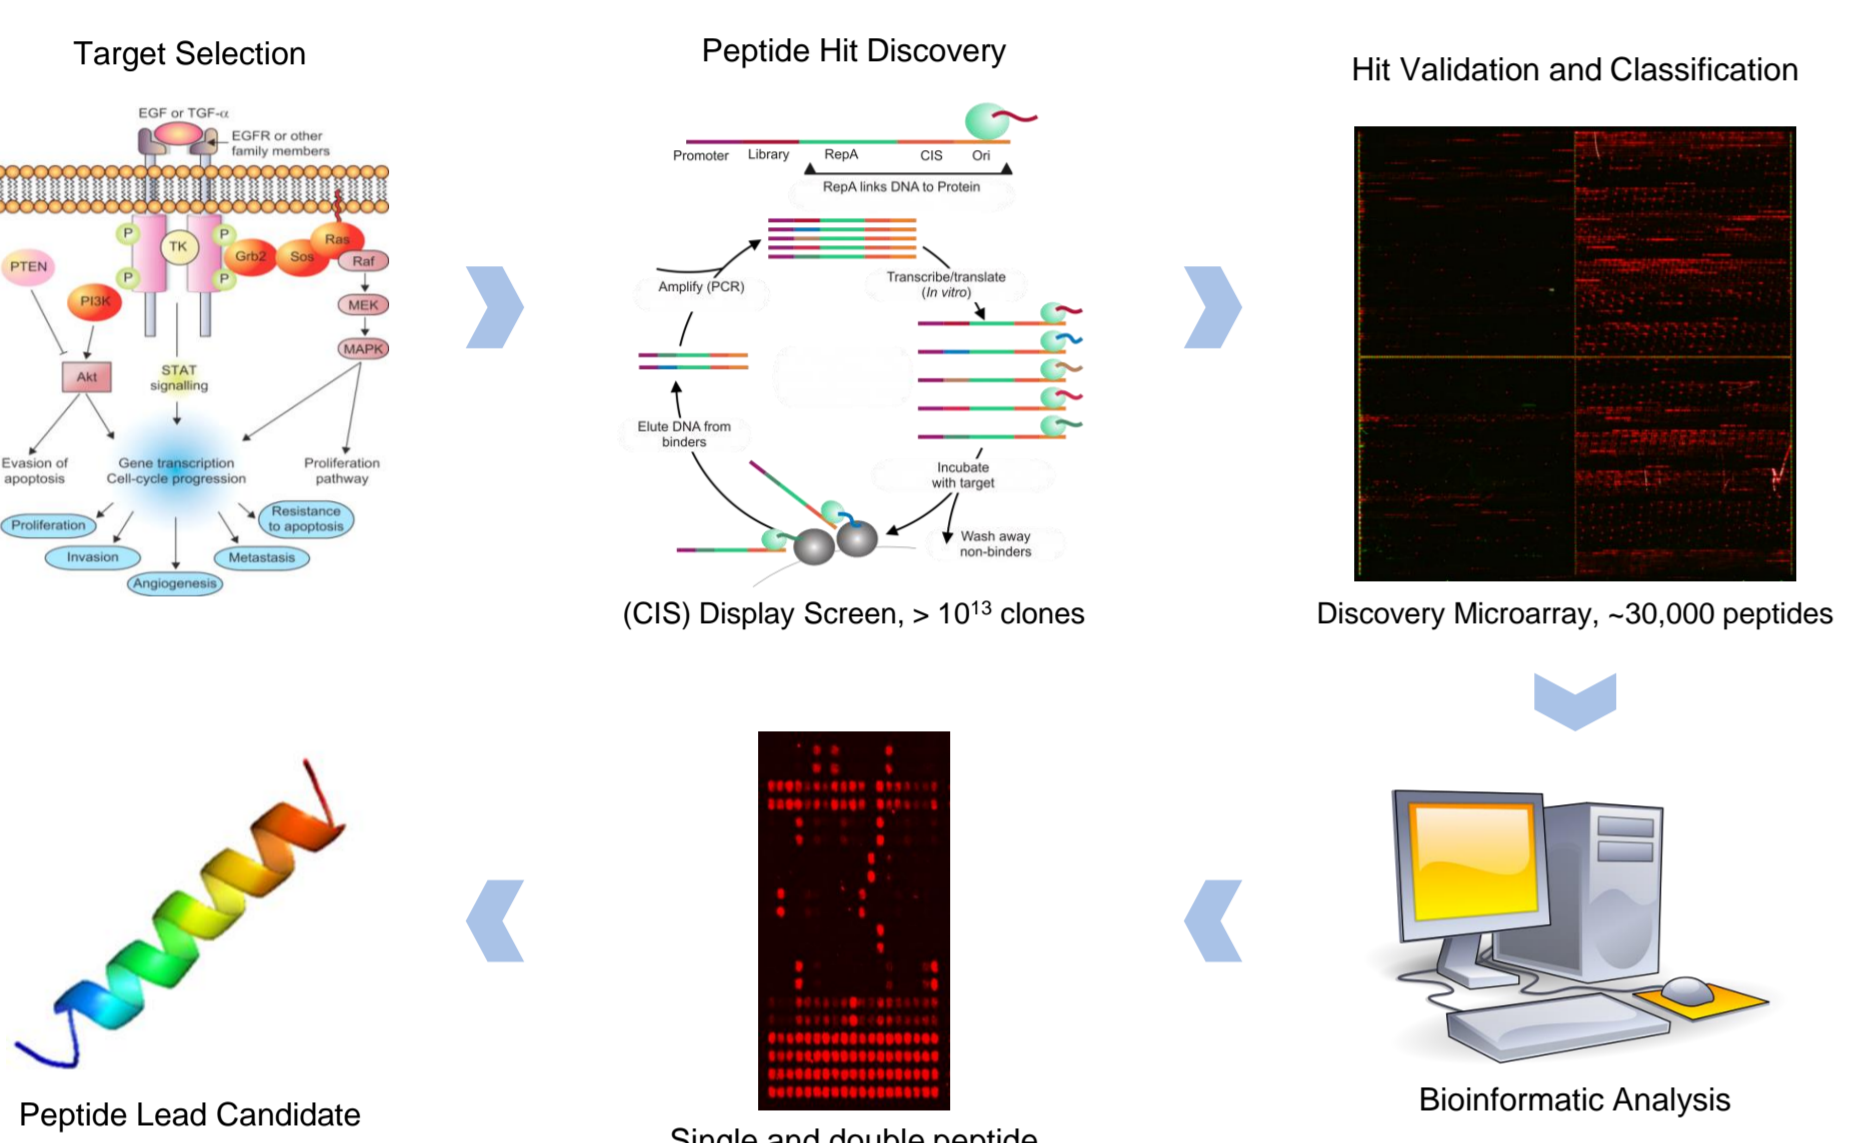 Target Selection
EGF or TGF-α
EGFR or other
family members
P
P
TK
P
P
Grb2
Sos
Ras
Raf
MEK
MAPK
PTEN
PI3K
Akt
STAT
signalling
Evasion of
apoptosis
Gene transcription
Cell-cycle progression
Proliferation
pathway
Proliferation
Invasion
Angiogenesis
Metastasis
Resistance
to apoptosis
Peptide Hit Discovery
Promoter Library RepA CIS Ori
RepA links DNA to Protein
Transcribe/translate
(In vitro)
Incubate
with target
Wash away
non-binders
Elute DNA from
binders
Amplify (PCR)
(CIS) Display Screen, > 10¹³ clones
Hit Validation and Classification
Discovery Microarray, ~30,000 peptides
Bioinformatic Analysis
Single and double peptide
Peptide Lead Candidate